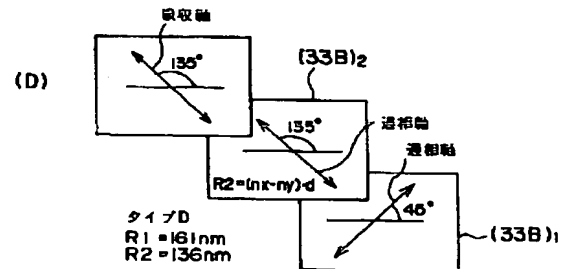 吸収軸
135°
(D)
(33B)2
135°
遅相軸
遅相軸
R2=(nx-ny)・d
45°
タイプD
R1=161nm
R2=136nm
(33B)1